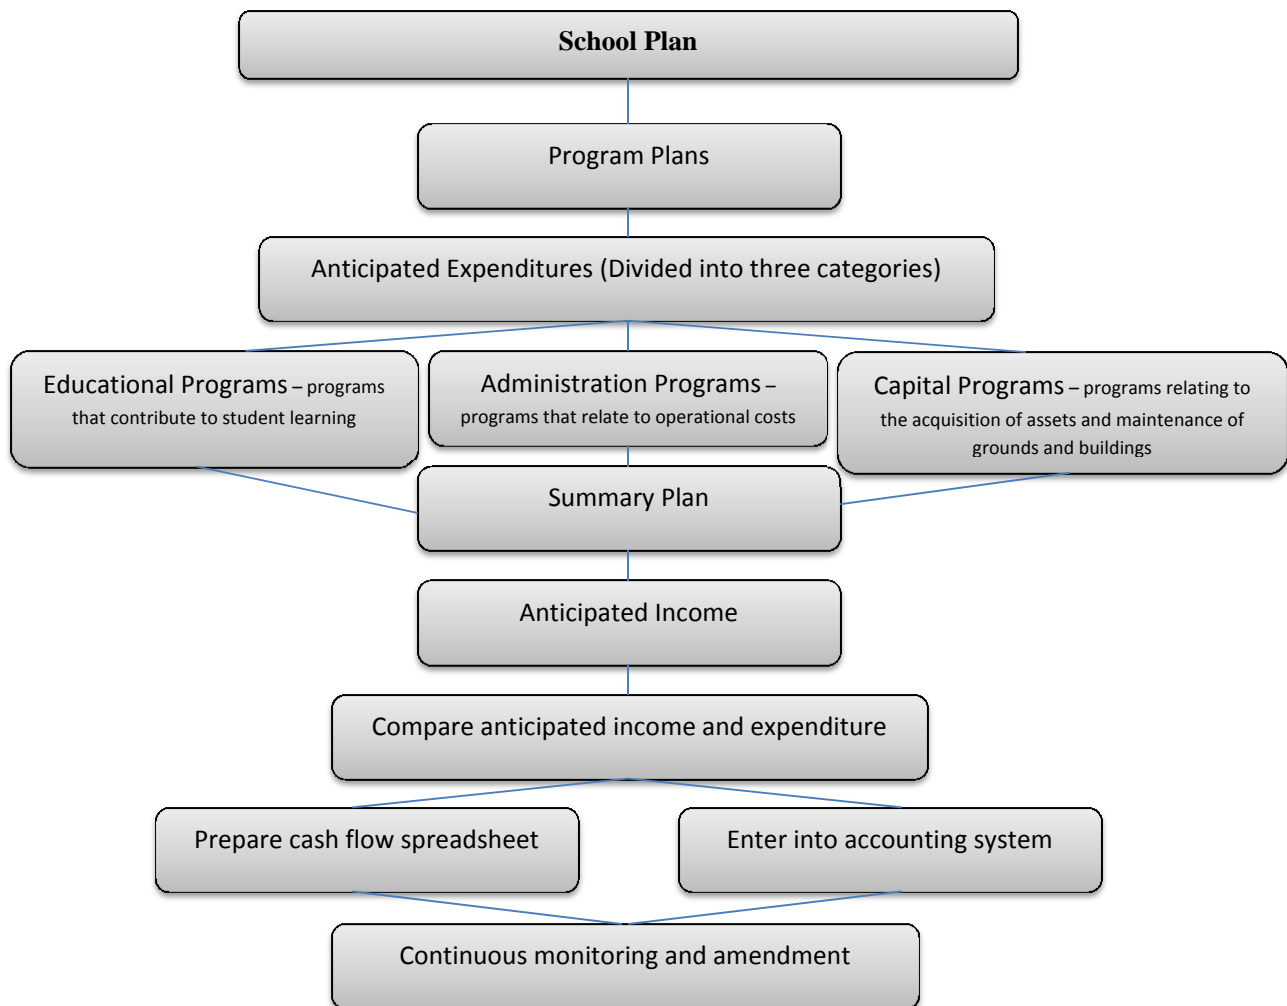 School Plan
Program Plans
Anticipated Expenditures (Divided into three categories)
Educational Programs – programs
that contribute to student learning
Administration Programs –
programs that relate to operational costs
Capital Programs – programs relating to
the acquisition of assets and maintenance of
grounds and buildings
Summary Plan
Anticipated Income
Compare anticipated income and expenditure
Prepare cash flow spreadsheet
Enter into accounting system
Continuous monitoring and amendment